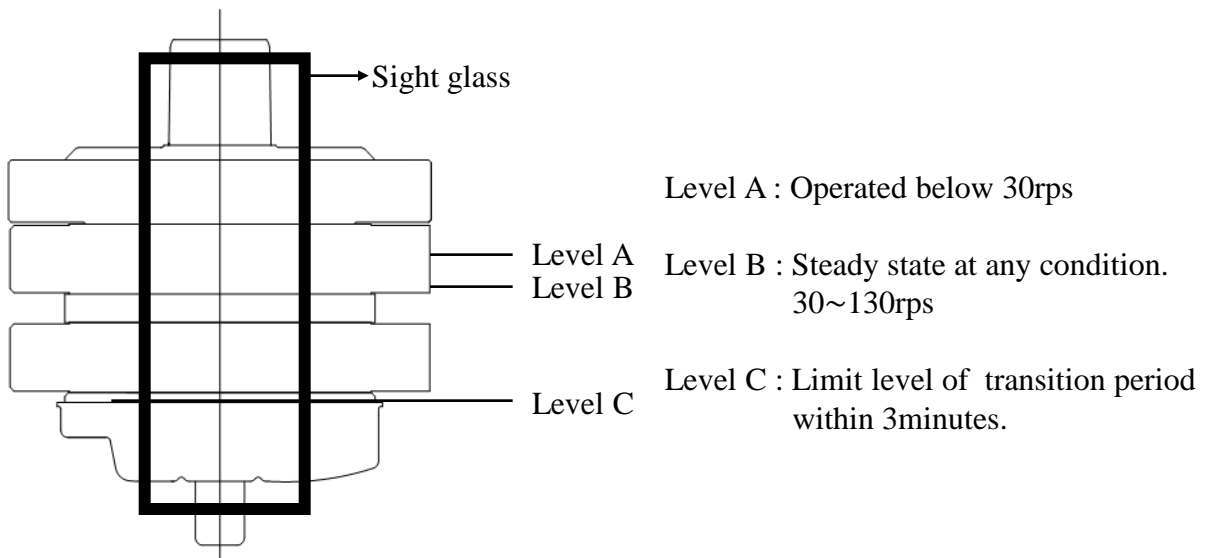 Sight glass
Level A
Level B
Level C
Level A : Operated below 30rps
Level B : Steady state at any condition.
30~130rps
Level C : Limit level of transition period
within 3minutes.